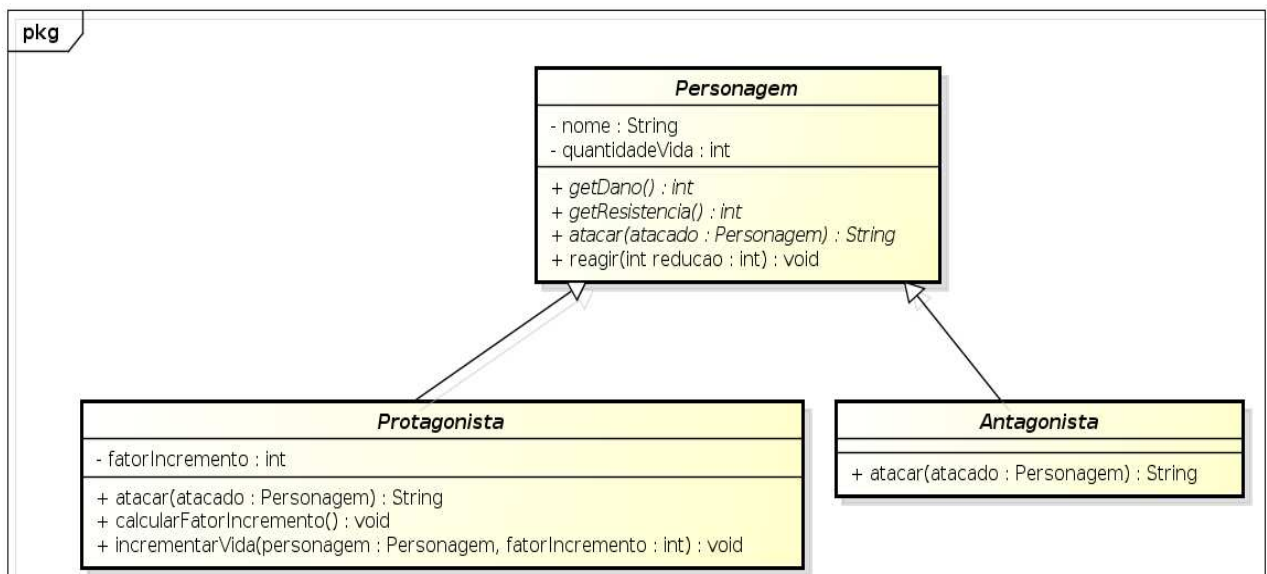 pkg
Personagem
- nome : String
- quantidadeVida : int
+ getDano() : int
+ getResistencia() : int
+ atacar(atacado : Personagem) : String
+ reagir(int reducao : int) : void
Protagonista
- fatorIncremento : int
+ atacar(atacado : Personagem) : String
+ calcularFatorIncremento() : void
+ incrementarVida(personagem : Personagem, fatorIncremento : int) : void
Antagonista
+ atacar(atacado : Personagem) : String